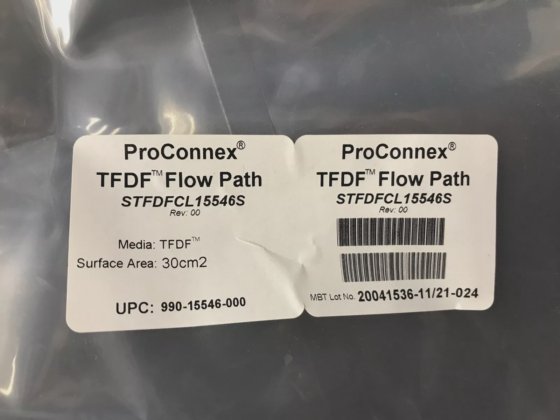 ProConnex®
TFDF™ Flow Path
STFDFCL15546S
Rev: 00
Media: TFDF™
Surface Area: 30cm2
UPC: 990-15546-000
ProConnex®
TFDF™ Flow Path
STFDFCL15546S
Rev: 00
MBT Lot No. 20041536-11/21-024